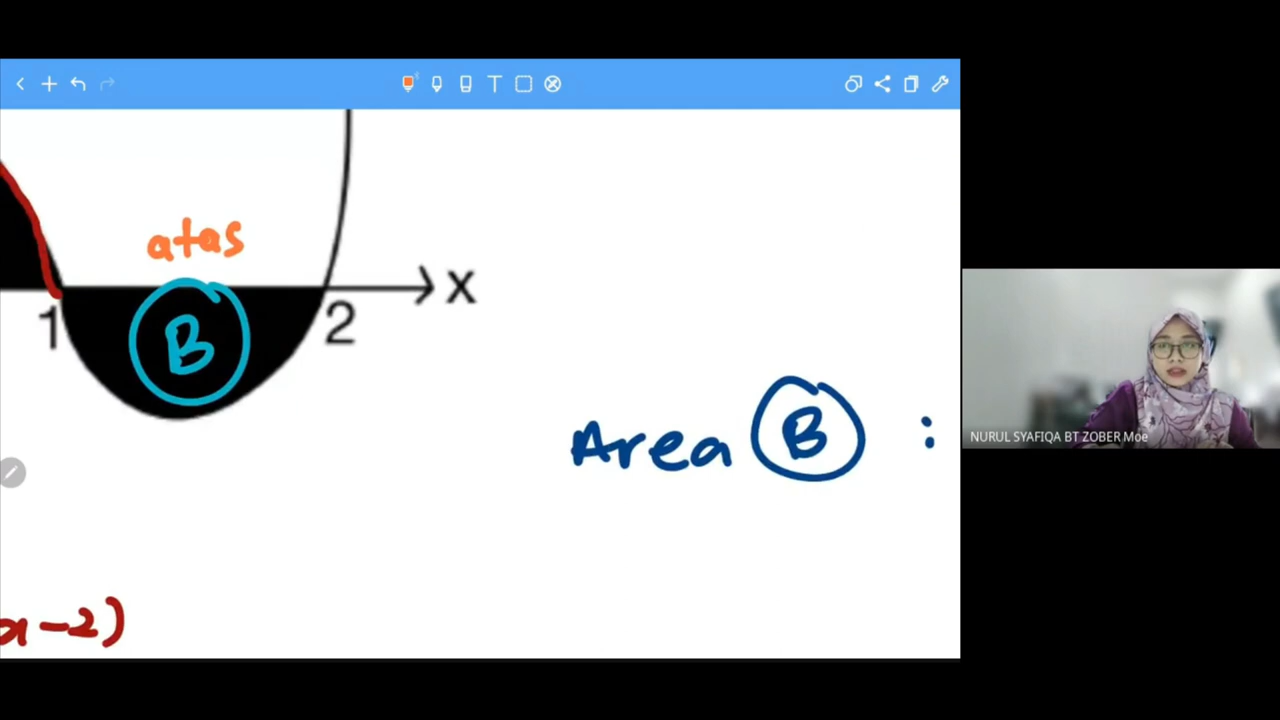 atas
x
1
B
2
Area B :
x-2)
NURUL SYAFIQA BT ZOBER Moe